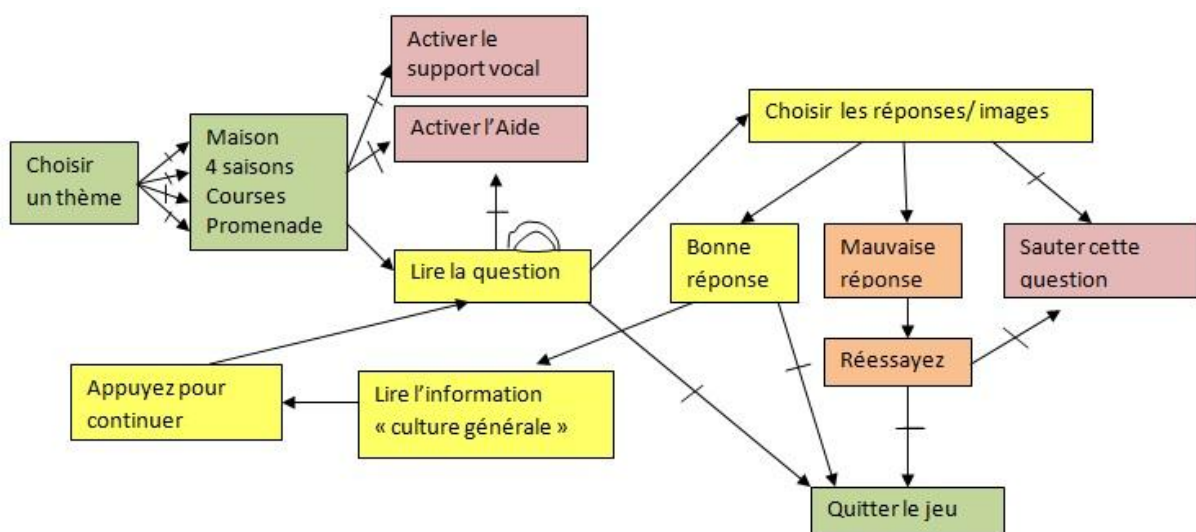 Choisir
un thème
Maison
4 saisons
Courses
Promenade
Activer le
support vocal
Activer l'Aide
Lire la question
Choisir les réponses/ images
Bonne
réponse
Mauvaise
réponse
Sauter cette
question
Réessayez
Appuyez pour
continuer
Lire l'information
« culture générale »
Quitter le jeu